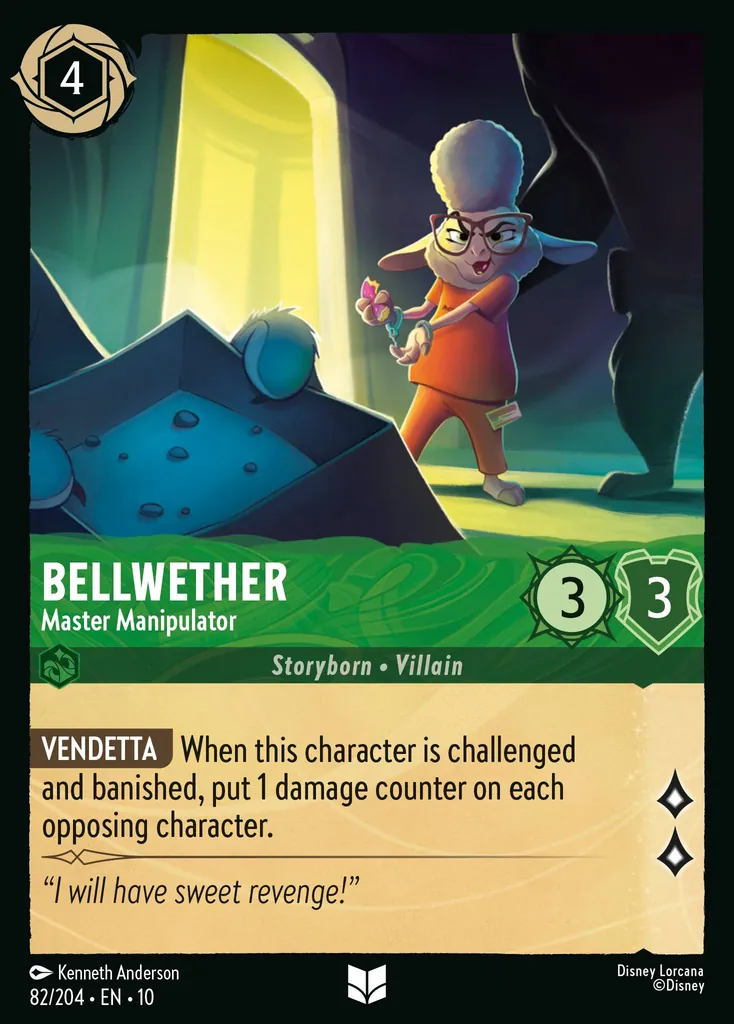 4
BELLWETHER
Master Manipulator
3
3
Storyborn • Villain
VENDETTA When this character is challenged
and banished, put 1 damage counter on each
opposing character.
“I will have sweet revenge!”
Kenneth Anderson
82/204 • EN • 10
Disney Lorcana
©Disney